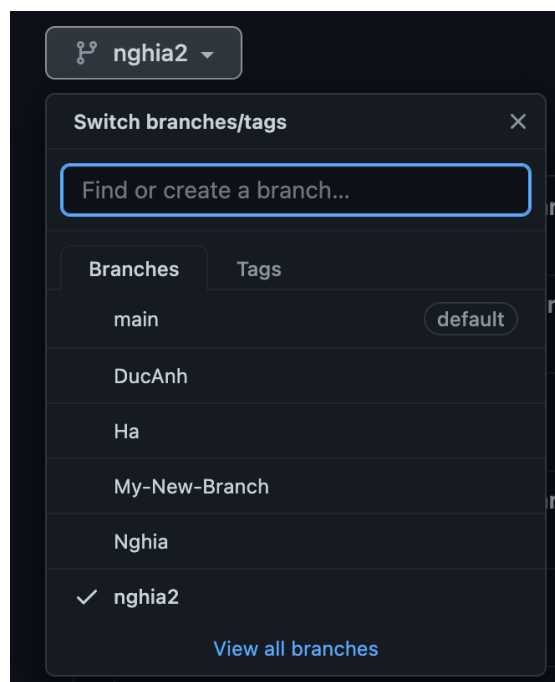 nghia2
Switch branches/tags
Find or create a branch...
Branches Tags
main default
DucAnh
Ha
My-New-Branch
Nghia
nghia2
View all branches